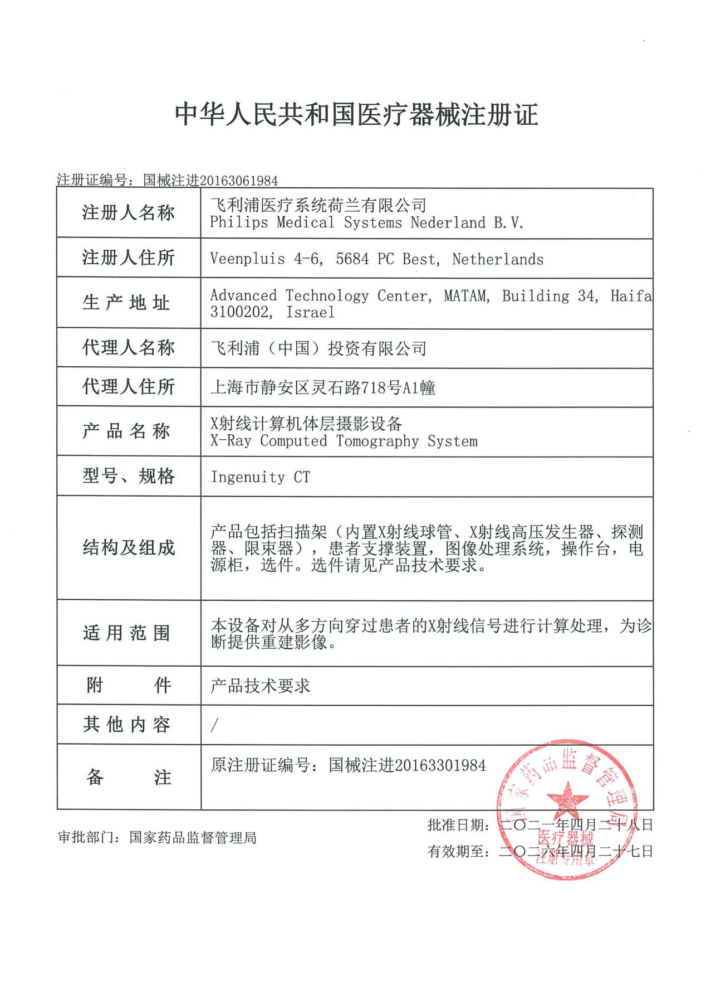 中华人民共和国医疗器械注册证
注册证编号：国械注进20163061984
注册人名称
飞利浦医疗系统荷兰有限公司
Philips Medical Systems Nederland B.V.
注册人住所
Veenpluis 4-6, 5684 PC Best, Netherlands
生产地址
Advanced Technology Center, MATAM, Building 34, Haifa
3100202, Israel
代理人名称
飞利浦（中国）投资有限公司
代理人住所
上海市静安区灵石路718号A1幢
产品名称
X射线计算机体层摄影设备
X-Ray Computed Tomography System
型号、规格
Ingenuity CT
结构及组成
产品包括扫描架（内置X射线球管、X射线高压发生器、探测
器、限束器），患者支撑装置，图像处理系统，操作台，电
源柜，选件。选件请见产品技术要求。
适用范围
本设备对从多方向穿过患者的X射线信号进行计算处理，为诊
断提供重建影像。
附 件
产品技术要求
其他内容
/
备 注
原注册证编号：国械注进20163301984
审批部门：国家药品监督管理局
批准日期：二〇二一年四月二十八日
有效期至：二〇二六年四月二十七日
国家药品监督管理局
医疗器械
注册专用章